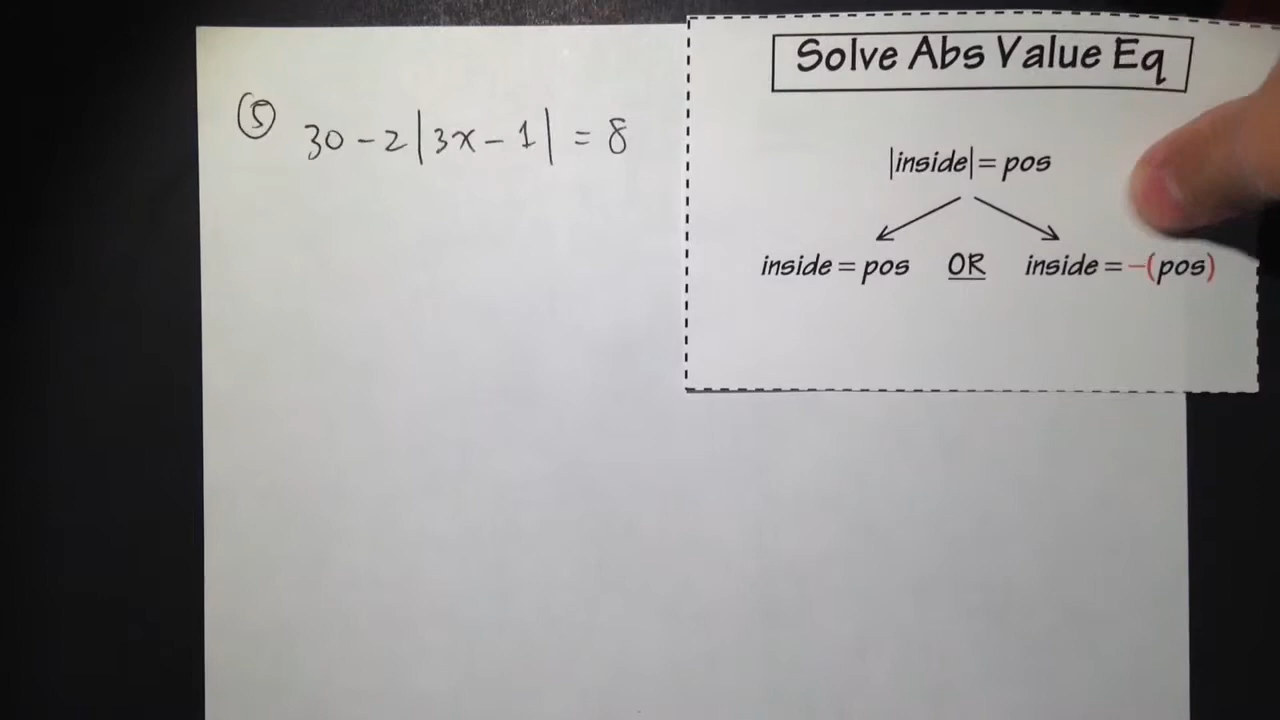 ⑤ 30 - 2|3x - 1| = 8
Solve Abs Value Eq
|inside| = pos
inside = pos OR inside = -(pos)